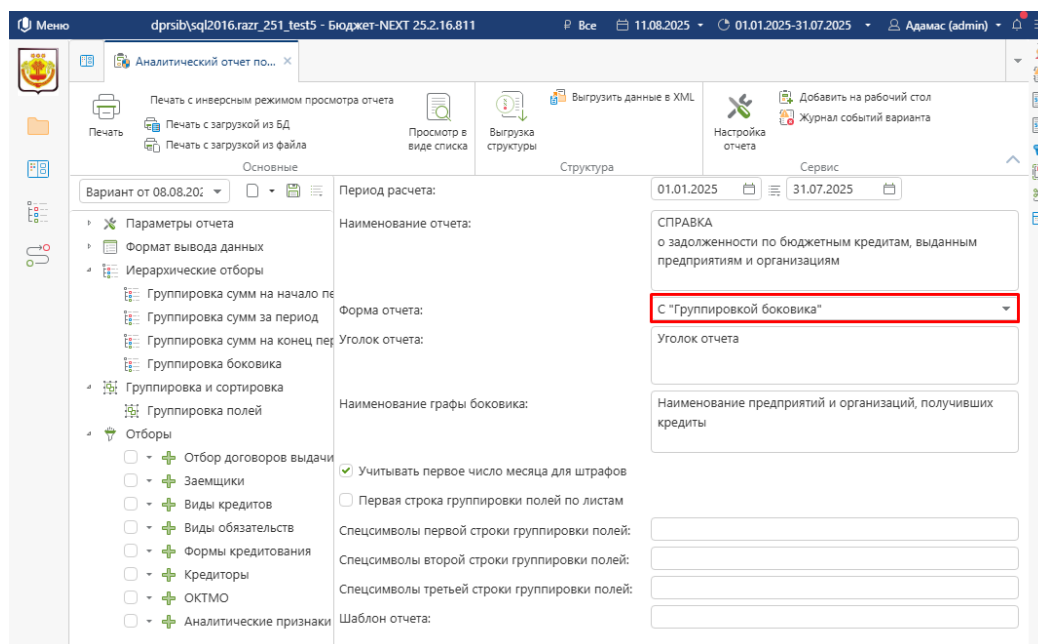 Меню
dprsib\sql2016.razr_251_test5 - Бюджет-NEXT 25.2.16.811
₽ Все
11.08.2025
01.01.2025-31.07.2025
Адамас (admin)
Аналитический отчет по... ×
Печать
Печать с инверсным режимом просмотра отчета
Печать с загрузкой из БД
Печать с загрузкой из файла
Основные
Просмотр в
виде списка
Выгрузка
структуры
Выгрузить данные в XML
Структура
Настройка
отчета
Добавить на рабочий стол
Журнал событий варианта
Сервис
Вариант от 08.08.202
Параметры отчета
Формат вывода данных
Иерархические отборы
Группировка сумм на начало пе
Группировка сумм за период
Группировка сумм на конец пер
Группировка боковика
Группировка и сортировка
Группировка полей
Отборы
Отбор договоров выдачи
Заемщики
Виды кредитов
Виды обязательств
Формы кредитования
Кредиторы
ОКТМО
Аналитические признаки
Период расчета:
01.01.2025
31.07.2025
Наименование отчета:
СПРАВКА
о задолженности по бюджетным кредитам, выданным
предприятиям и организациям
Форма отчета:
С "Группировкой боковика"
Уголок отчета:
Уголок отчета
Наименование графы боковика:
Наименование предприятий и организаций, получивших
кредиты
Учитывать первое число месяца для штрафов
Первая строка группировки полей по листам
Спецсимволы первой строки группировки полей:
Спецсимволы второй строки группировки полей:
Спецсимволы третьей строки группировки полей:
Шаблон отчета: